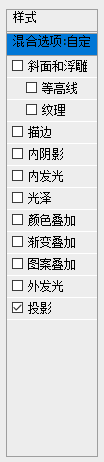 样式
混合选项:自定
斜面和浮雕
等高线
纹理
描边
内阴影
内发光
光泽
颜色叠加
渐变叠加
图案叠加
外发光
投影